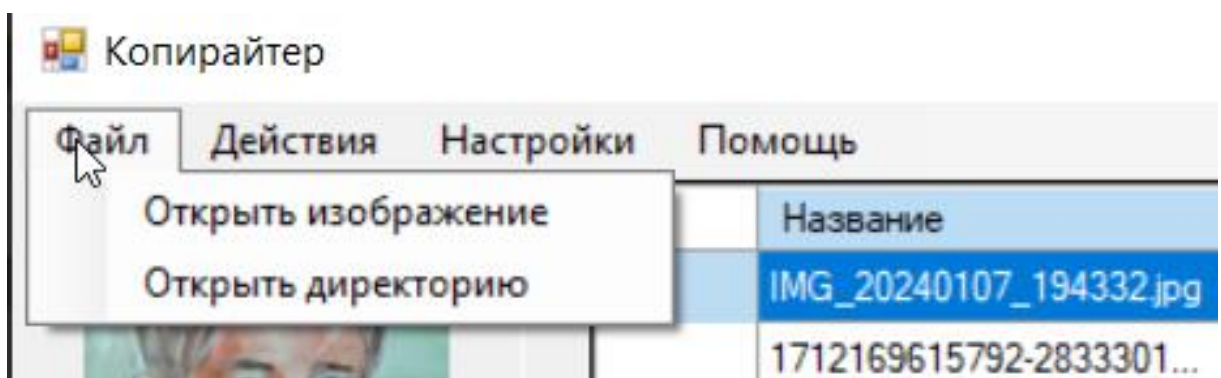 Копирайтер
Файл Действия Настройки Помощь
Открыть изображение
Открыть директорию
Название
IMG_20240107_194332.jpg
1712169615792-2833301...